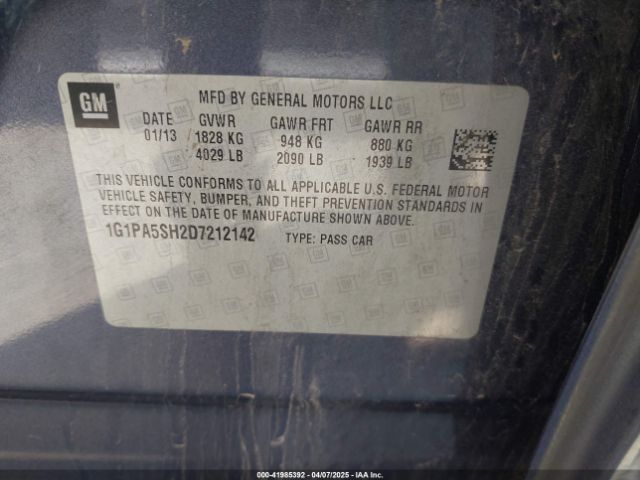 GM
MFD BY GENERAL MOTORS LLC
DATE GVWR GAWR FRT GAWR RR
01/13 1828 KG 948 KG 880 KG
4029 LB 2090 LB 1939 LB
THIS VEHICLE CONFORMS TO ALL APPLICABLE U.S. FEDERAL MOTOR
VEHICLE SAFETY, BUMPER, AND THEFT PREVENTION STANDARDS IN
EFFECT ON THE DATE OF MANUFACTURE SHOWN ABOVE.
1G1PA5SH2D7212142 TYPE: PASS CAR
000-41985392 - 04/07/2025 - IAA Inc.